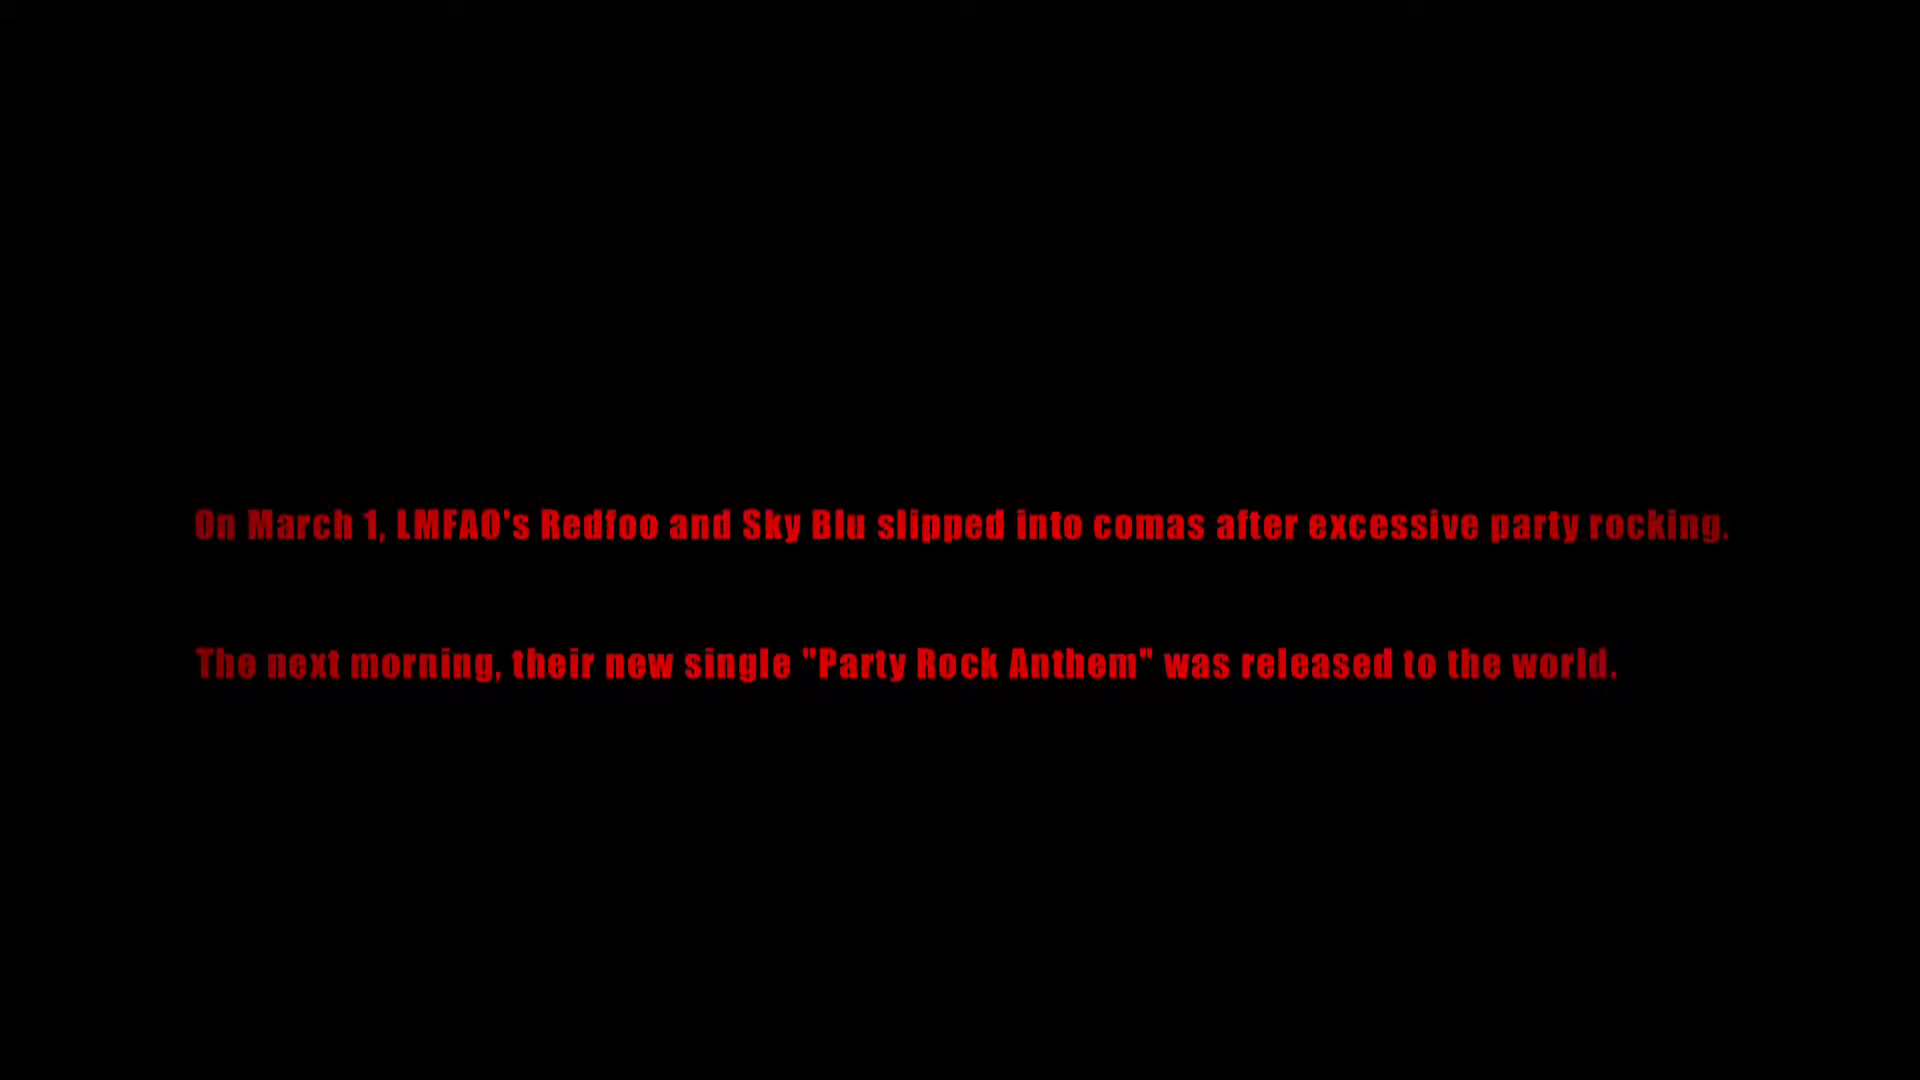 On March 1, LMFAO's Redfoo and Sky Blu slipped into comas after excessive party rocking.
The next morning, their new single "Party Rock Anthem" was released to the world.